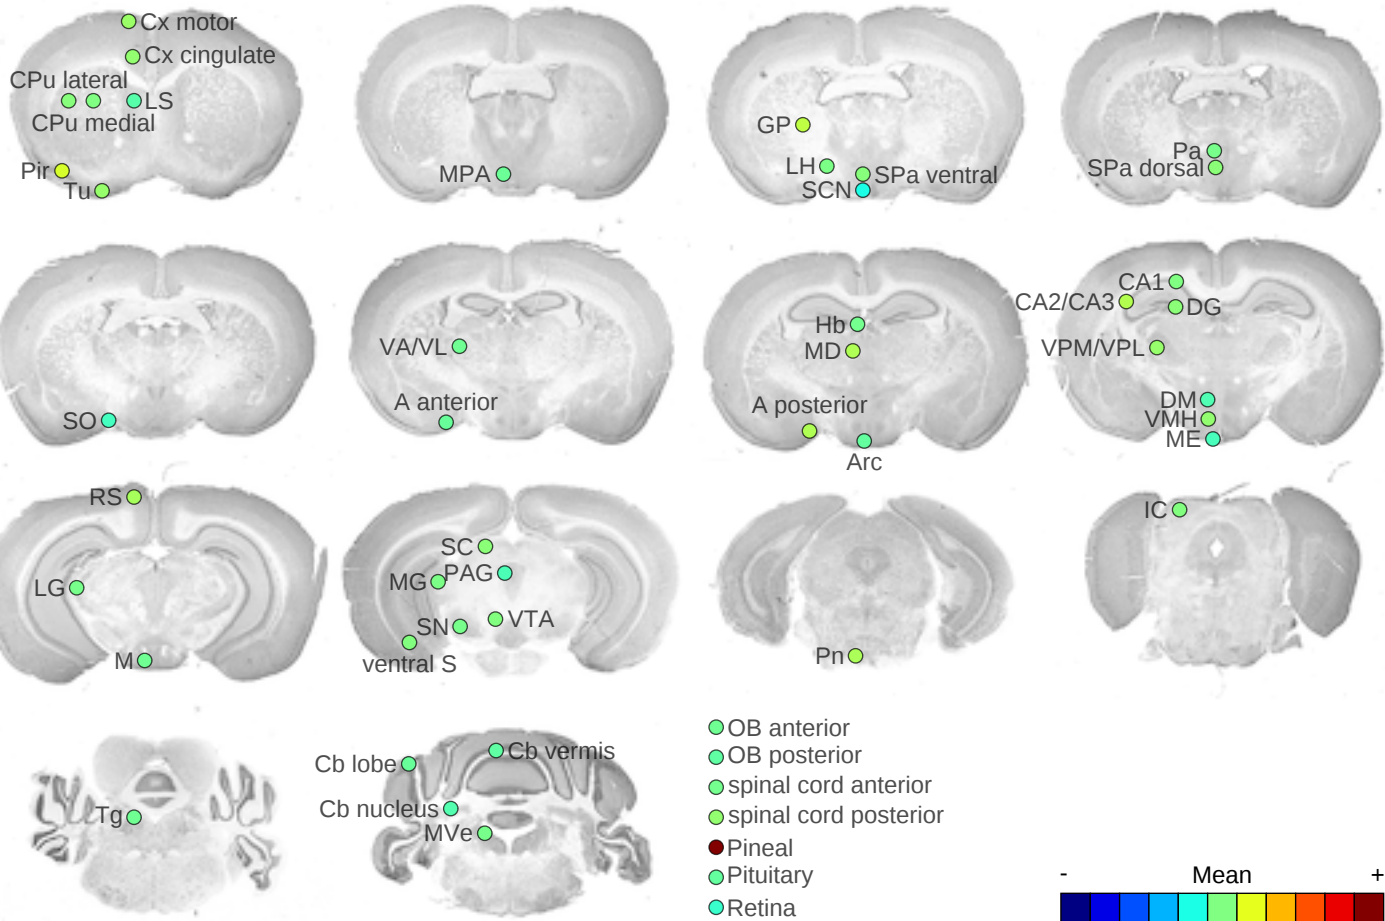 Cx motor
Cx cingulate
CPu lateral
LS
CPu medial
Pir
Tu
MPA
GP
LH
SPa ventral
SCN
Pa
SPa dorsal
SO
VA/VL
A anterior
Hb
MD
A posterior
Arc
CA1
CA2/CA3
DG
VPM/VPL
DM
VMH
ME
RS
LG
M
SC
PAG
MG
VTA
SN
ventral S
Pn
IC
Tg
Cb vermis
Cb lobe
Cb nucleus
MVe
OB anterior
OB posterior
spinal cord anterior
spinal cord posterior
Pineal
Pituitary
Retina
- Mean +